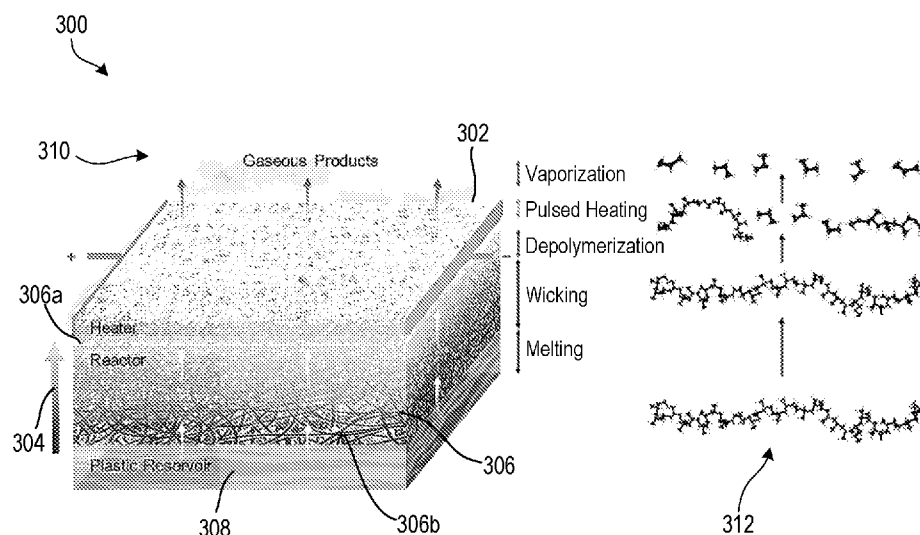 300
310
302
Gaseous Products
Vaporization
Pulsed Heating
Depolymerization
+
-
306a
Wicking
Heater
Reactor
Melting
304
306
Plastic Reservoir
308
306b
312